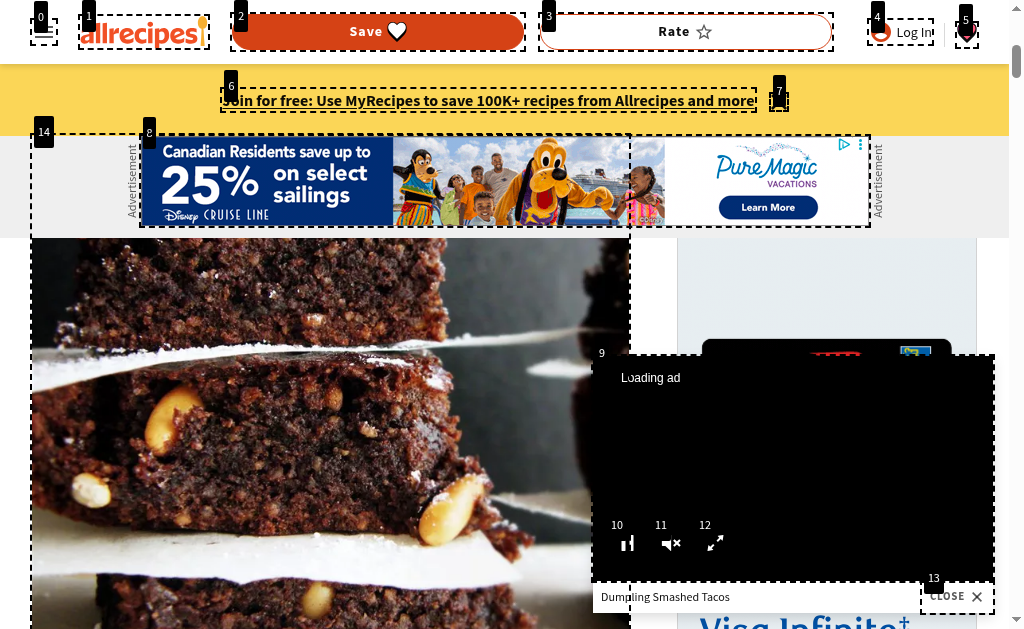 0
1
2
3
4
5
allrecipes
Save
Rate
Log In
6
7
Join for free: Use MyRecipes to save 100K+ recipes from Allrecipes and more
14
8
Advertisement
Canadian Residents save up to
25% on select
sailings
Disney CRUISE LINE
©Disney
PureMagic
VACATIONS
Learn More
Advertisement
9
Loading ad
10
11
12
13
Dumpling Smashed Tacos
CLOSE
Visa Infinite†